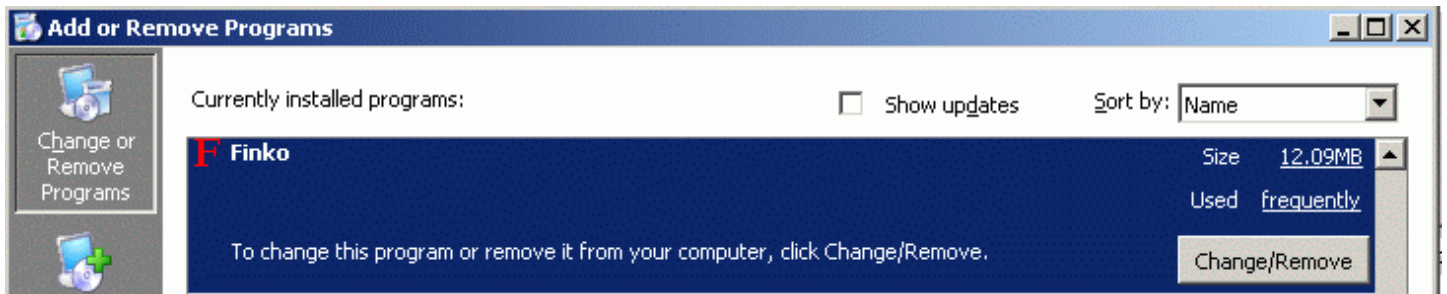 Add or Remove Programs
Currently installed programs:
Show updates
Sort by: Name
Change or
Remove
Programs
F Finko
Size 12.09MB
Used frequently
To change this program or remove it from your computer, click Change/Remove.
Change/Remove